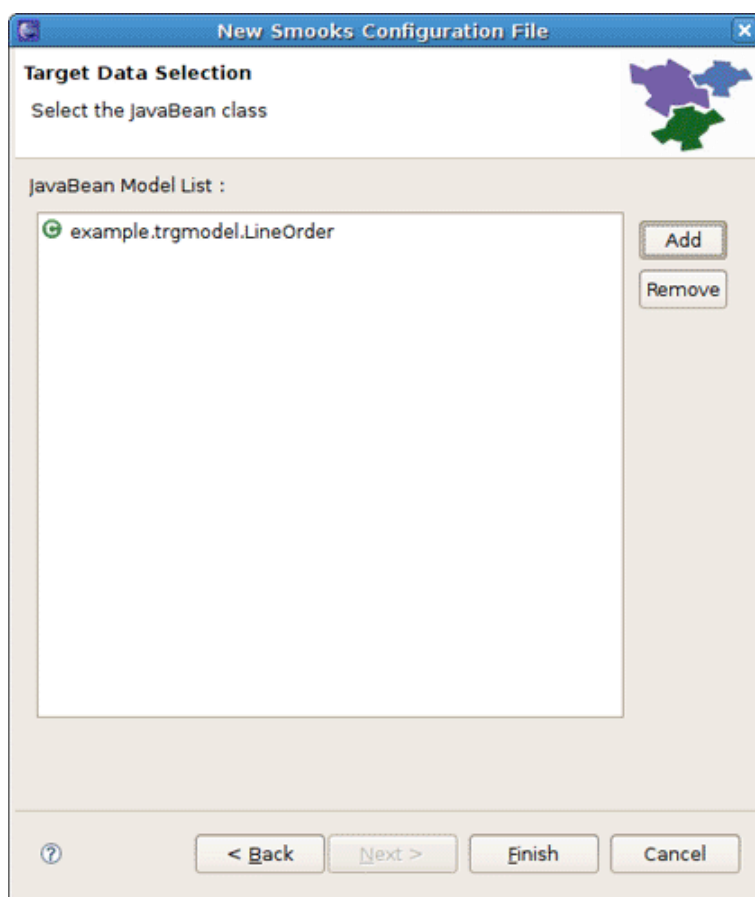 New Smooks Configuration File
Target Data Selection
Select the JavaBean class
JavaBean Model List :
example.trgmodel.LineOrder
Add
Remove
< Back
Next >
Finish
Cancel